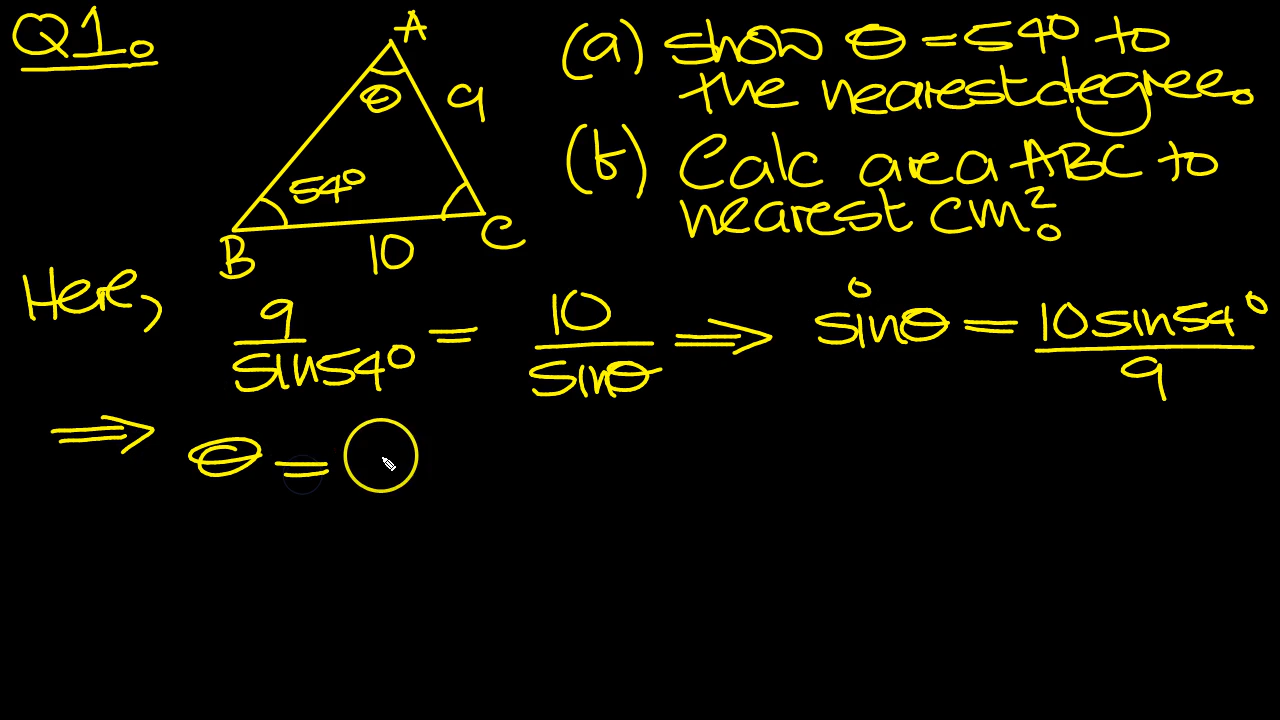 Q1.
A
θ
9
54°
B
10
C
(a) show θ = 54° to
the nearest degree.
(b) Calc area ABC to
nearest cm².
Here,
9/sin54° = 10/sinθ ⟹ sinθ = 10sin54°/9
⟹ θ =